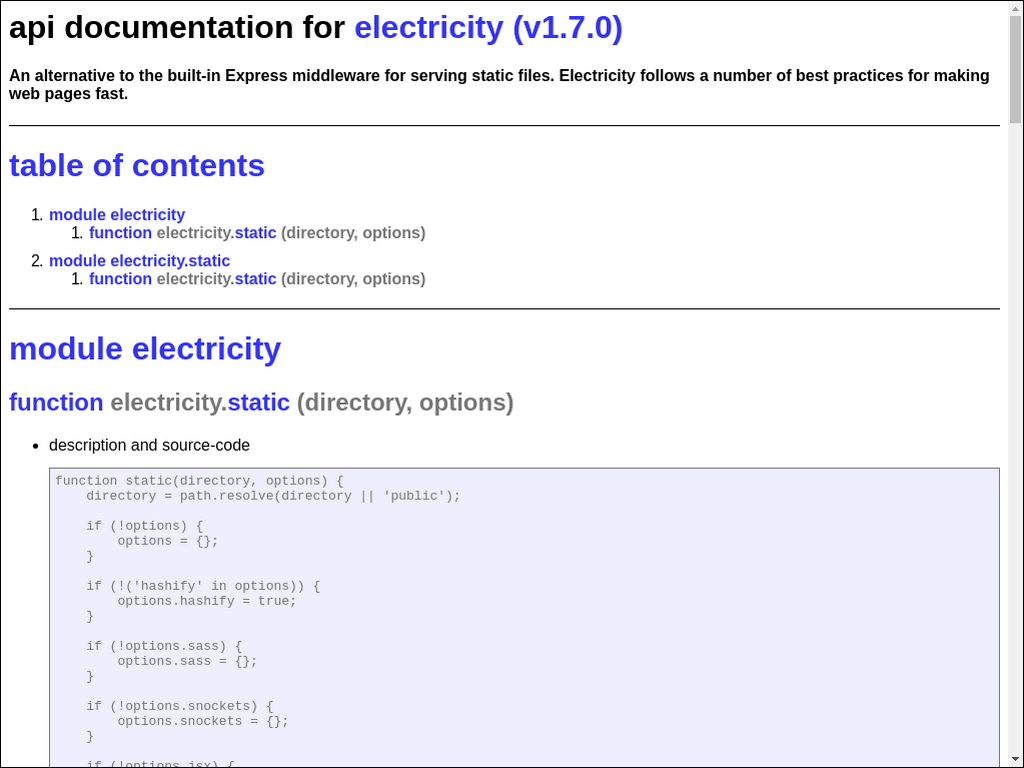 api documentation for electricity (v1.7.0)
An alternative to the built-in Express middleware for serving static files. Electricity follows a number of best practices for making
web pages fast.
table of contents
1. module electricity
1. function electricity.static (directory, options)
2. module electricity.static
1. function electricity.static (directory, options)
module electricity
function electricity.static (directory, options)
• description and source-code
function static(directory, options) {
    directory = path.resolve(directory || 'public');
    if (!options) {
        options = {};
    }
    if (!('hashify' in options)) {
        options.hashify = true;
    }
    if (!options.sass) {
        options.sass = {};
    }
    if (!options.snockets) {
        options.snockets = {};
    }
    if (!options.jsx) {